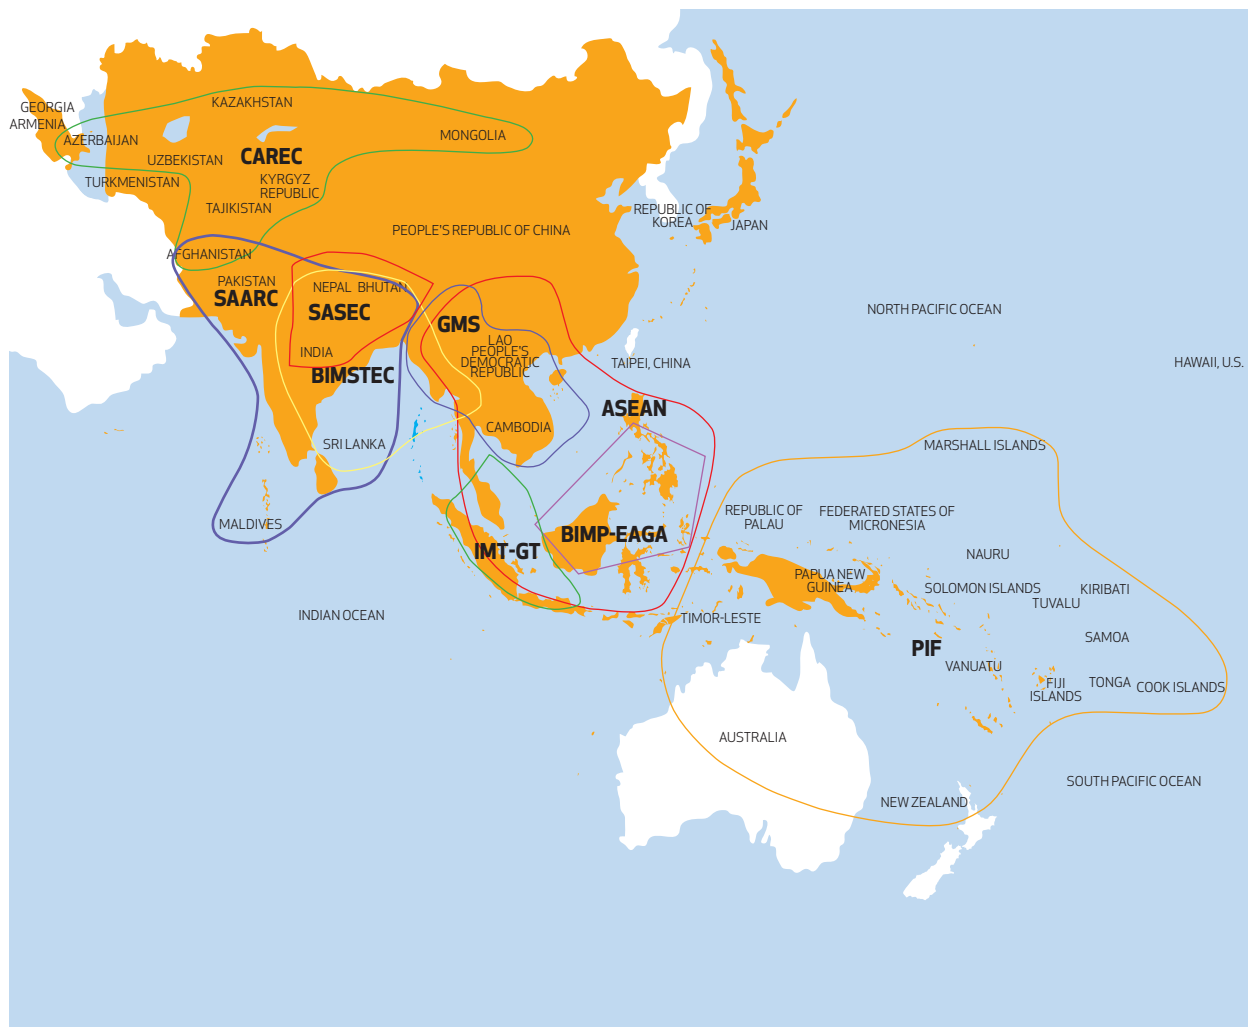 KAZAKHSTAN
GEORGIA
ARMENIA
AZERBAIJAN
MONGOLIA
UZBEKISTAN
CAREC
TURKMENISTAN
KYRGYZ
REPUBLIC
TAJIKISTAN
REPUBLIC OF
KOREA
JAPAN
PEOPLE'S REPUBLIC OF CHINA
AFGHANISTAN
PAKISTAN
NEPAL
BHUTAN
SAARC
SASEC
NORTH PACIFIC OCEAN
GMS
LAO
PEOPLE'S
DEMOCRATIC
REPUBLIC
INDIA
TAIPEI, CHINA
HAWAII, U.S.
BIMSTEC
ASEAN
CAMBODIA
SRI LANKA
MARSHALL ISLANDS
MALDIVES
REPUBLIC OF
PALAU
FEDERATED STATES OF
MICRONESIA
BIMP-EAGA
IMT-GT
NAURU
PAPUA NEW
GUINEA
SOLOMON ISLANDS
KIRIBATI
TUVALU
INDIAN OCEAN
TIMOR-LESTE
SAMOA
PIF
VANUATU
FIJI
ISLANDS
TONGA
COOK ISLANDS
AUSTRALIA
SOUTH PACIFIC OCEAN
NEW ZEALAND